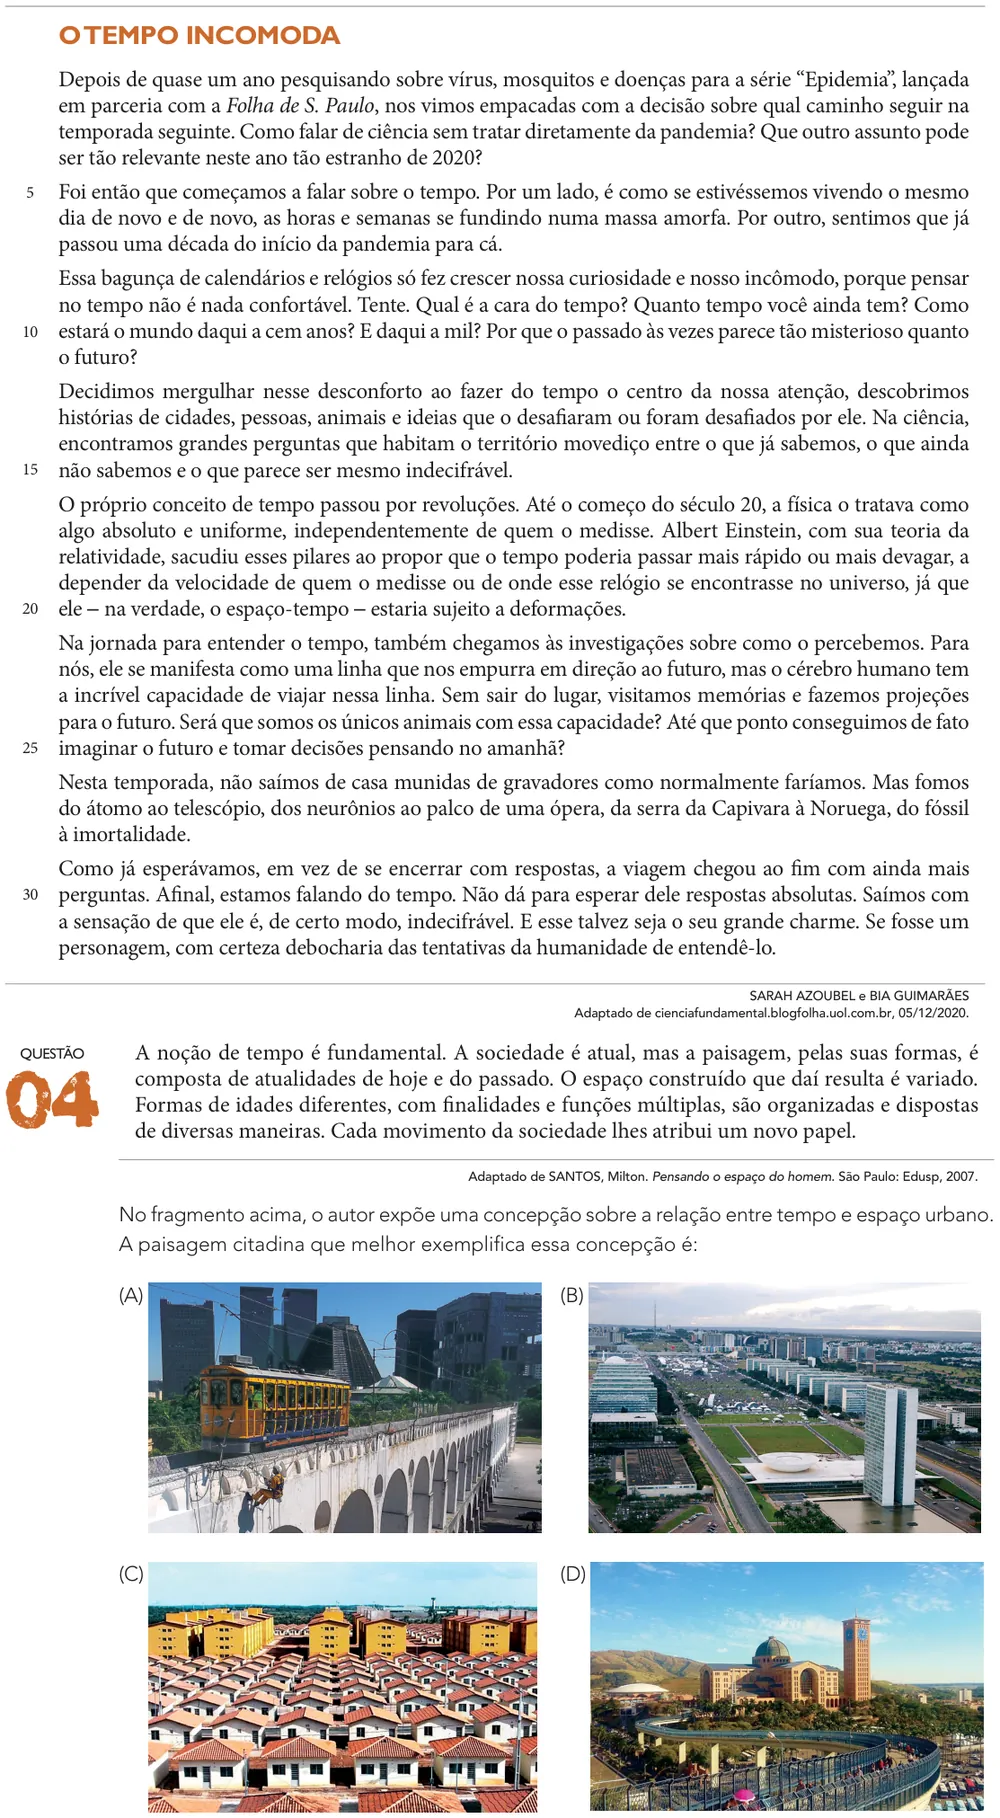 O TEMPO INCOMODA
Depois de quase um ano pesquisando sobre vírus, mosquitos e doenças para a série “Epidemia”, lançada
em parceria com a Folha de S. Paulo, nos vimos empacadas com a decisão sobre qual caminho seguir na
temporada seguinte. Como falar de ciência sem tratar diretamente da pandemia? Que outro assunto pode
ser tão relevante neste ano tão estranho de 2020?
5 Foi então que começamos a falar sobre o tempo. Por um lado, é como se estivéssemos vivendo o mesmo
dia de novo e de novo, as horas e semanas se fundindo numa massa amorfa. Por outro, sentimos que já
passou uma década do início da pandemia para cá.
Essa bagunça de calendários e relógios só fez crescer nossa curiosidade e nosso incômodo, porque pensar
no tempo não é nada confortável. Tente. Qual é a cara do tempo? Quanto tempo você ainda tem? Como
10 estará o mundo daqui a cem anos? E daqui a mil? Por que o passado às vezes parece tão misterioso quanto
o futuro?
Decidimos mergulhar nesse desconforto ao fazer do tempo o centro da nossa atenção, descobrimos
histórias de cidades, pessoas, animais e ideias que o desafiaram ou foram desafiados por ele. Na ciência,
encontramos grandes perguntas que habitam o território movediço entre o que já sabemos, o que ainda
15 não sabemos e o que parece ser mesmo indecifrável.
O próprio conceito de tempo passou por revoluções. Até o começo do século 20, a física o tratava como
algo absoluto e uniforme, independentemente de quem o medisse. Albert Einstein, com sua teoria da
relatividade, sacudiu esses pilares ao propor que o tempo poderia passar mais rápido ou mais devagar, a
depender da velocidade de quem o medisse ou de onde esse relógio se encontrasse no universo, já que
20 ele – na verdade, o espaço-tempo – estaria sujeito a deformações.
Na jornada para entender o tempo, também chegamos às investigações sobre como o percebemos. Para
nós, ele se manifesta como uma linha que nos empurra em direção ao futuro, mas o cérebro humano tem
a incrível capacidade de viajar nessa linha. Sem sair do lugar, visitamos memórias e fazemos projeções
para o futuro. Será que somos os únicos animais com essa capacidade? Até que ponto conseguimos de fato
25 imaginar o futuro e tomar decisões pensando no amanhã?
Nesta temporada, não saímos de casa munidas de gravadores como normalmente faríamos. Mas fomos
do átomo ao telescópio, dos neurônios ao palco de uma ópera, da serra da Capivara à Noruega, do fóssil
à imortalidade.
Como já esperávamos, em vez de se encerrar com respostas, a viagem chegou ao fim com ainda mais
30 perguntas. Afinal, estamos falando do tempo. Não dá para esperar dele respostas absolutas. Saímos com
a sensação de que ele é, de certo modo, indecifrável. E esse talvez seja o seu grande charme. Se fosse um
personagem, com certeza debocharia das tentativas da humanidade de entendê-lo.
SARAH AZOUBEL e BIA GUIMARÃES
Adaptado de cienciafundamental.blogfolha.uol.com.br, 05/12/2020.
QUESTÃO
04
A noção de tempo é fundamental. A sociedade é atual, mas a paisagem, pelas suas formas, é
composta de atualidades de hoje e do passado. O espaço construído que daí resulta é variado.
Formas de idades diferentes, com finalidades e funções múltiplas, são organizadas e dispostas
de diversas maneiras. Cada movimento da sociedade lhes atribui um novo papel.
Adaptado de SANTOS, Milton. Pensando o espaço do homem. São Paulo: Edusp, 2007.
No fragmento acima, o autor expõe uma concepção sobre a relação entre tempo e espaço urbano.
A paisagem citadina que melhor exemplifica essa concepção é:
(A) (B)
(C) (D)